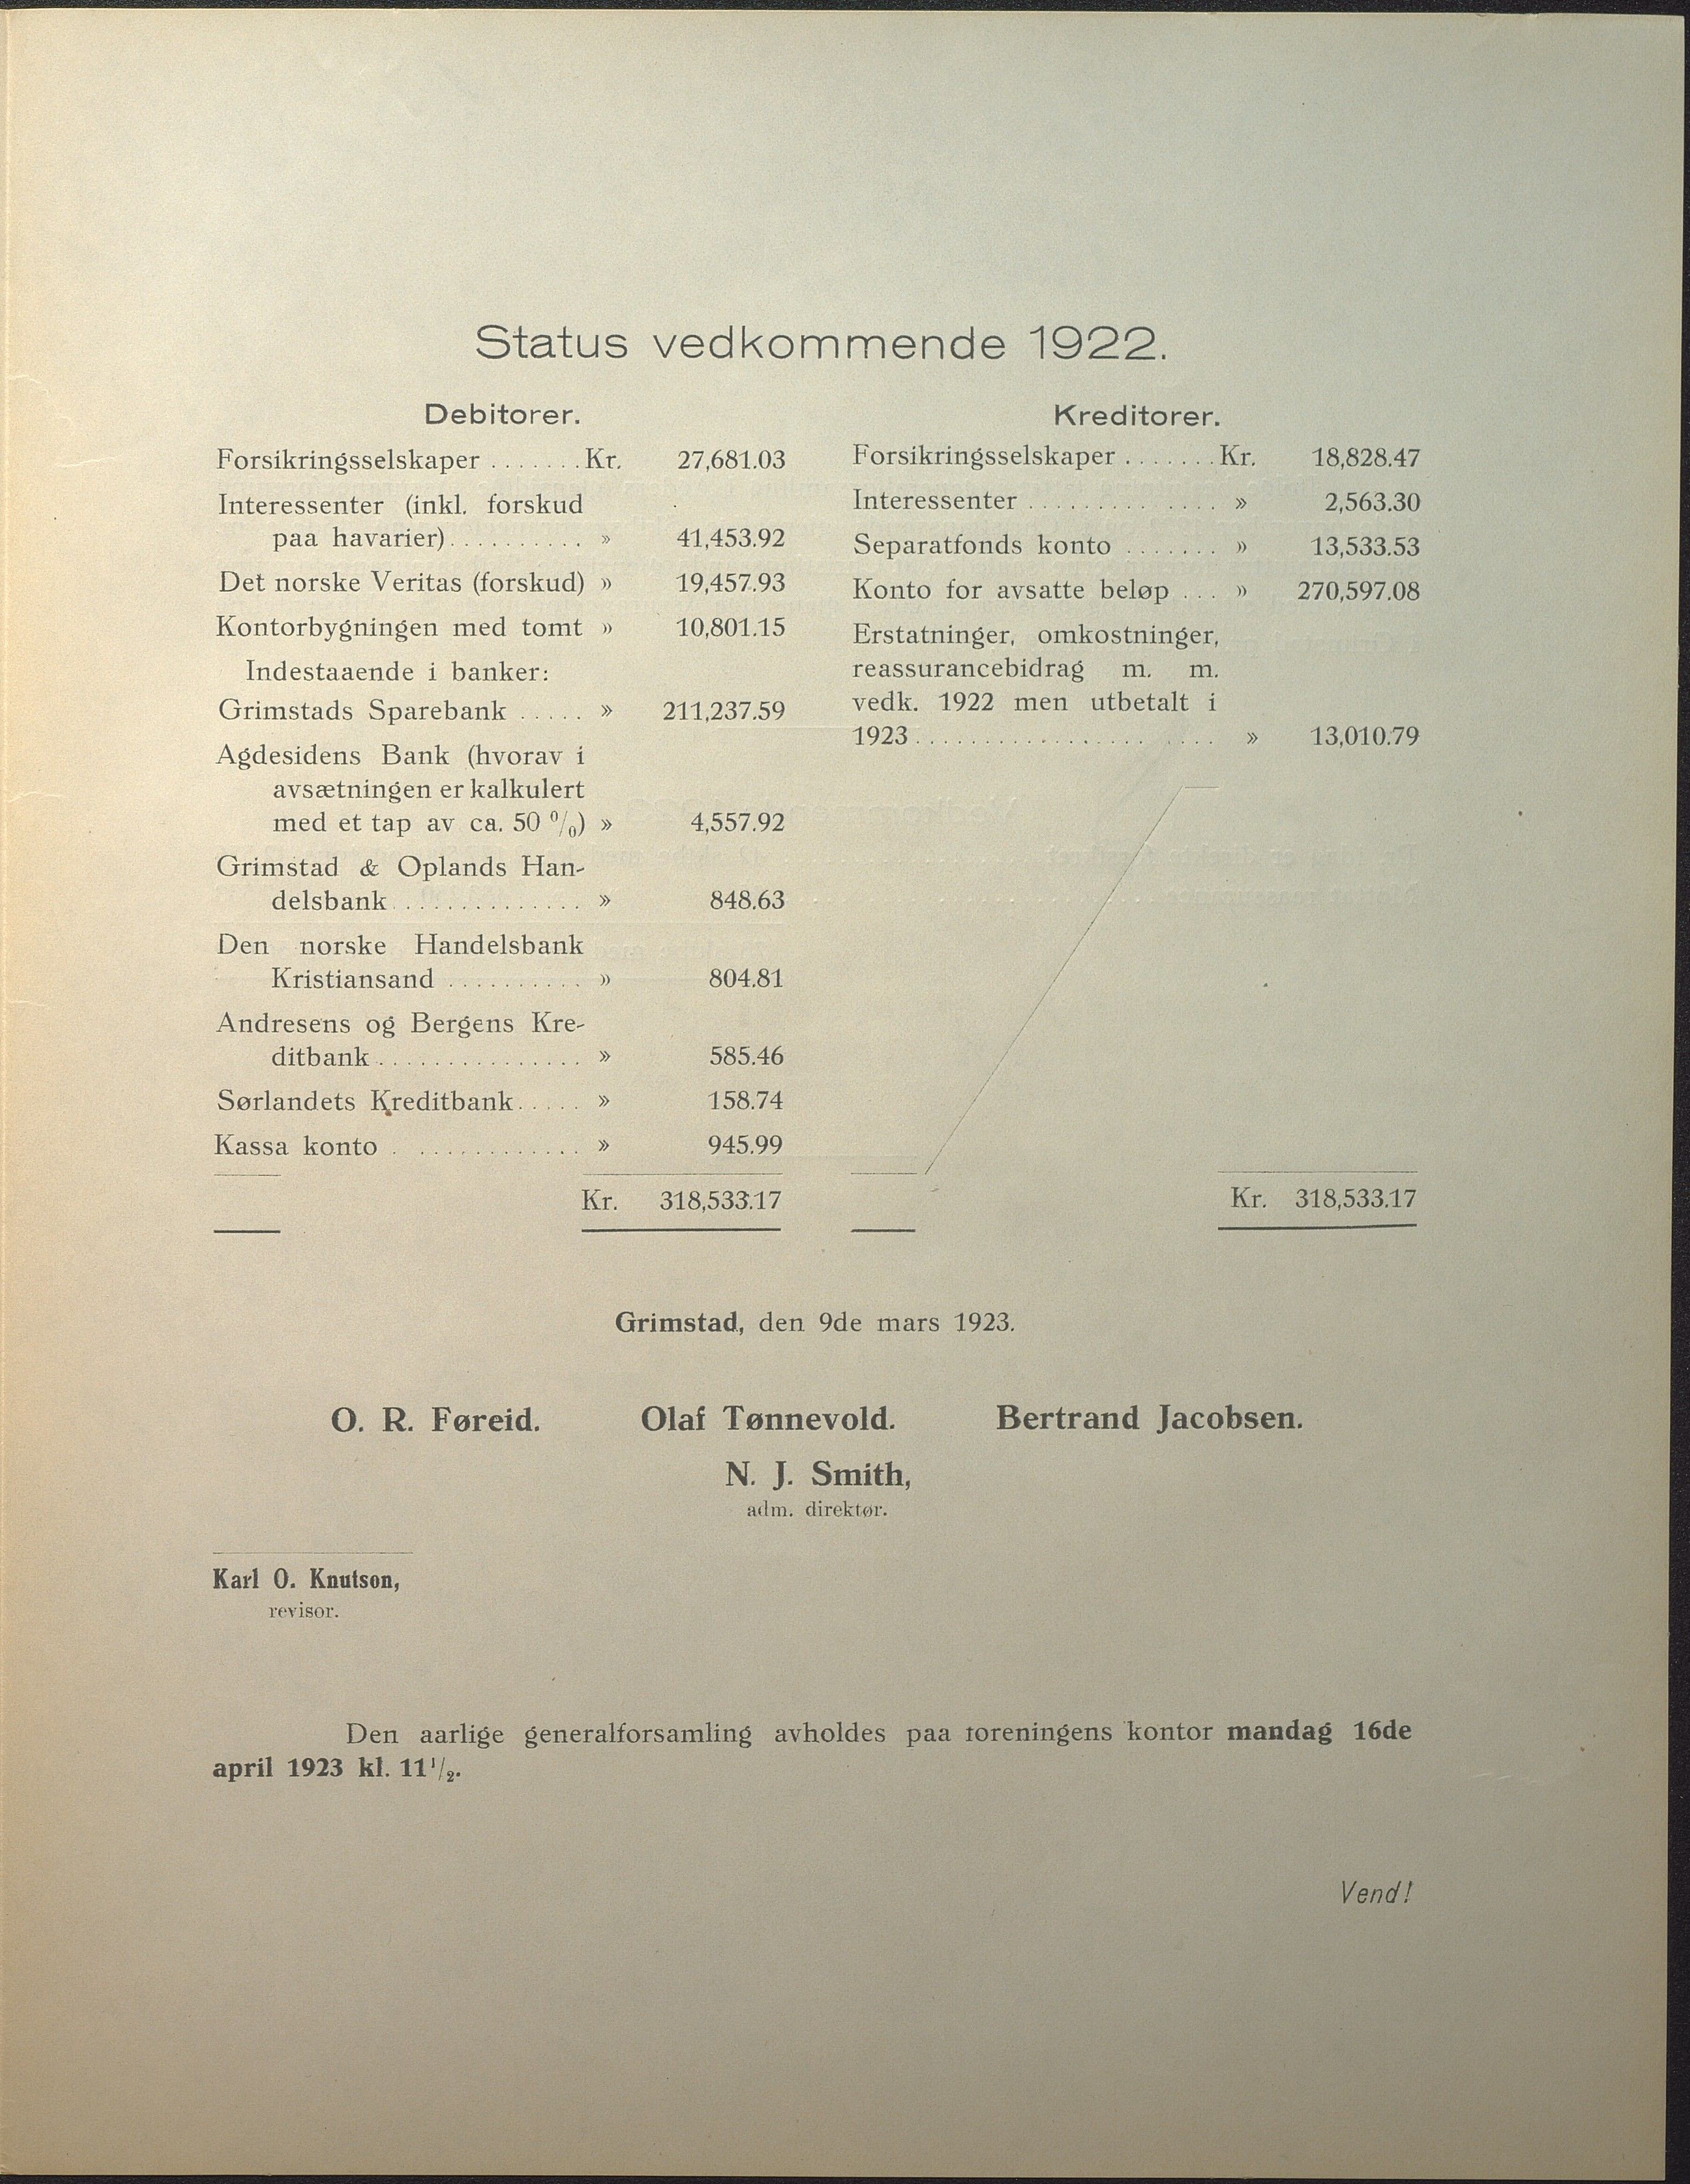 Status vedkommende 1922.
Debitorer.
Forsikringsselskaper ....... Kr. 27,681.03
Interessenter (inkl. forskud
paa havarier).......... » 41,453.92
Det norske Veritas (forskud) » 19,457.93
Kontorbygningen med tomt » 10,801.15
Indestaaende i banker:
Grimstads Sparebank ..... » 211,237.59
Agdesidens Bank (hvorav i
avsætningen er kalkulert
med et tap av ca. 50 %) » 4,557.92
Grimstad & Oplands Han-
delsbank .............. » 848.63
Den norske Handelsbank
Kristiansand .......... » 804.81
Andresens og Bergens Kre-
ditbank ............... » 585.46
Sørlandets Kreditbank..... » 158.74
Kassa konto . ............ » 945.99
Kr. 318,533.17
Kreditorer.
Forsikringsselskaper ....... Kr. 18,828.47
Interessenter ......... .... » 2,563.30
Separatfonds konto ....... » 13,533.53
Konto for avsatte beløp ... » 270,597.08
Erstatninger, omkostninger,
reassurancebidrag m. m.
vedk. 1922 men utbetalt i
1923 ..................... » 13,010.79
Kr. 318,533.17
Grimstad, den 9de mars 1923.
O. R. Føreid. Olaf Tønnevold. Bertrand Jacobsen.
N. J. Smith,
adm. direktør.
Karl O. Knutson,
revisor.
Den aarlige generalforsamling avholdes paa foreningens kontor mandag 16de
april 1923 kl. 11 1/2.
Vend!